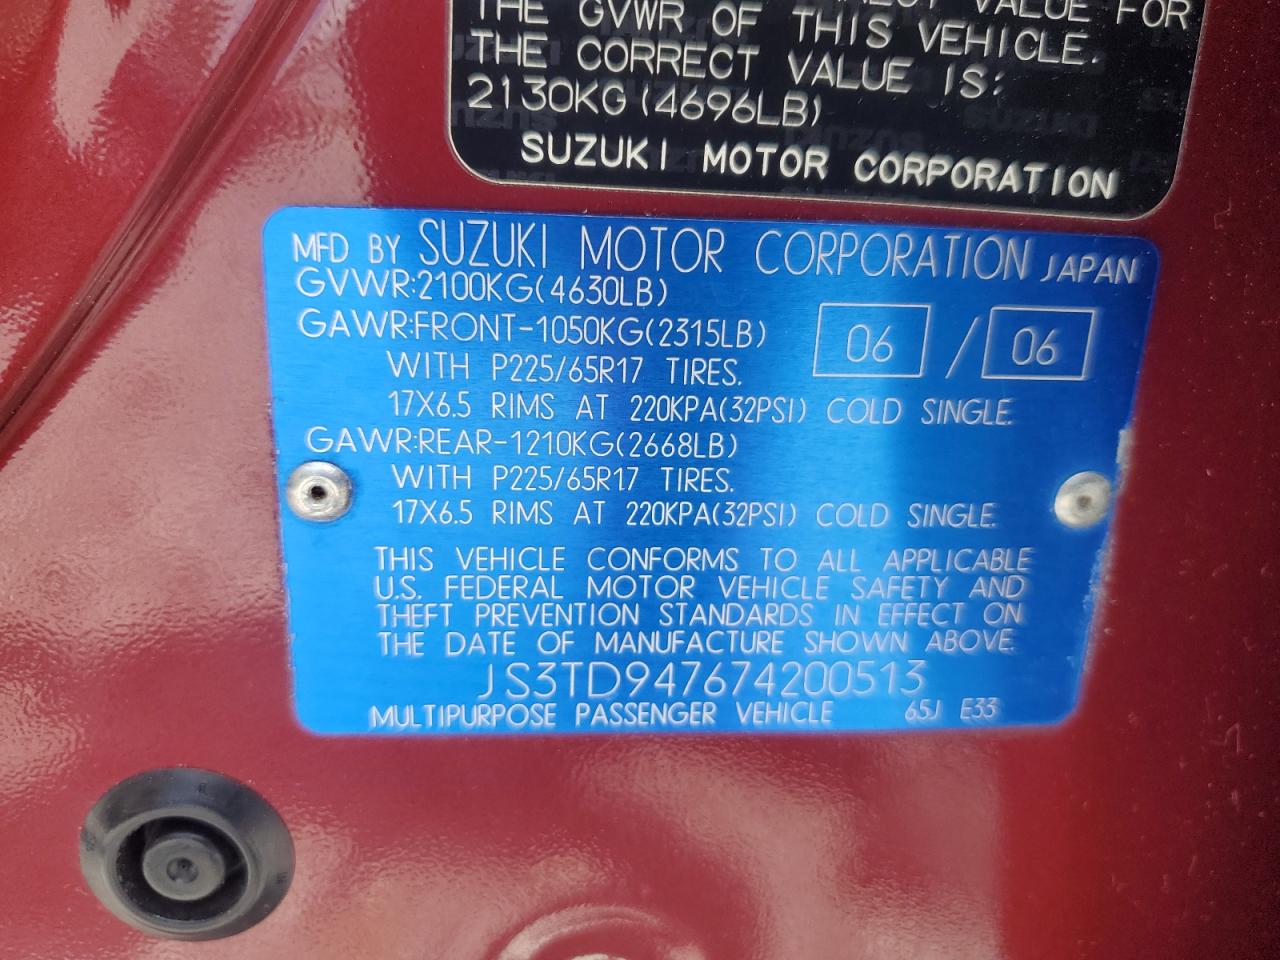 VALUE FOR
THE GVWR OF THIS VEHICLE.
THE CORRECT VALUE IS:
2130KG(4696LB)
SUZUKI MOTOR CORPORATION
MFD BY SUZUKI MOTOR CORPORATION JAPAN
GVWR:2100KG(4630LB)
GAWR:FRONT-1050KG(2315LB) 06 / 06
WITH P225/65R17 TIRES.
17X6.5 RIMS AT 220KPA(32PSI) COLD SINGLE.
GAWR:REAR-1210KG(2668LB)
WITH P225/65R17 TIRES.
17X6.5 RIMS AT 220KPA(32PSI) COLD SINGLE.
THIS VEHICLE CONFORMS TO ALL APPLICABLE
U.S. FEDERAL MOTOR VEHICLE SAFETY AND
THEFT PREVENTION STANDARDS IN EFFECT ON
THE DATE OF MANUFACTURE SHOWN ABOVE.
JS3TD947674200513
MULTIPURPOSE PASSENGER VEHICLE 65J E33